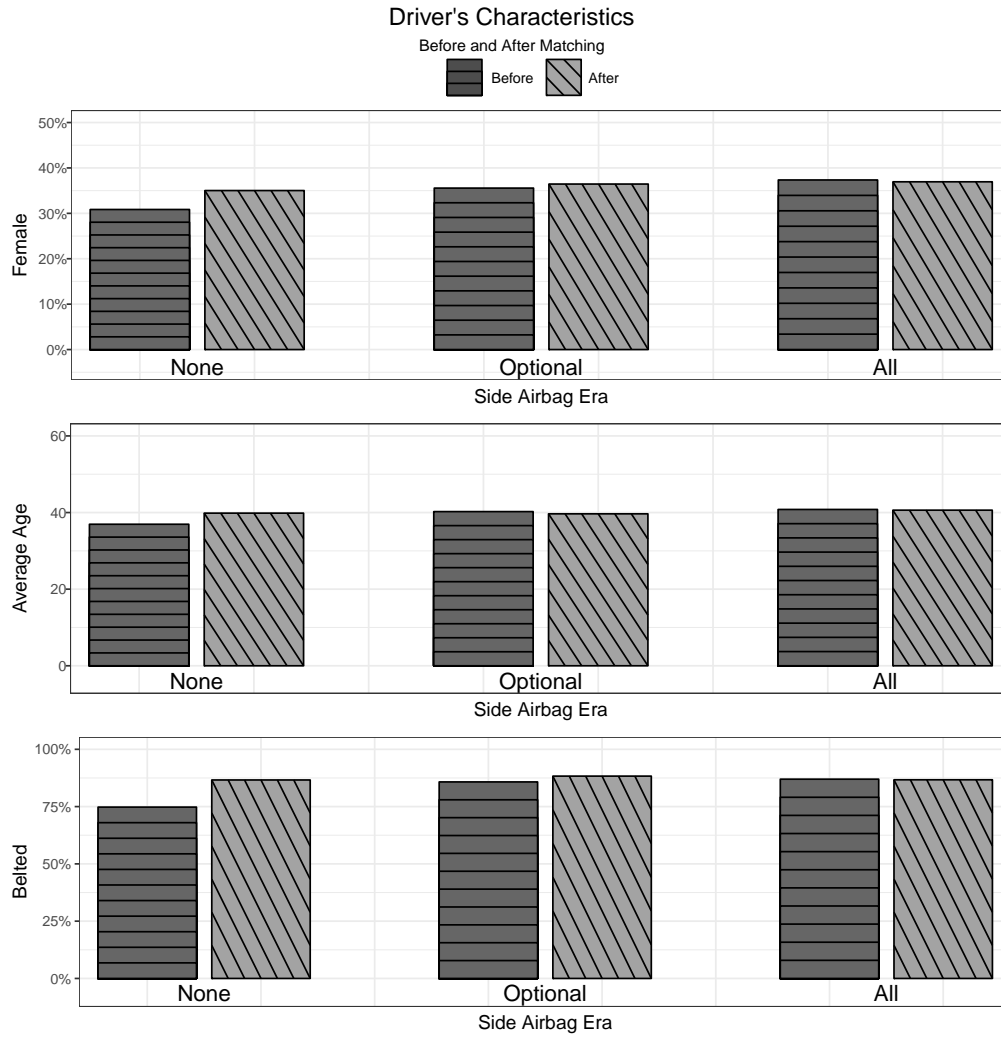 Driver's Characteristics
Before and After Matching
Before After
50%
40%
30%
20%
10%
0%
Female
None Optional All
Side Airbag Era
60
40
20
0
Average Age
None Optional All
Side Airbag Era
100%
75%
50%
25%
0%
Belted
None Optional All
Side Airbag Era